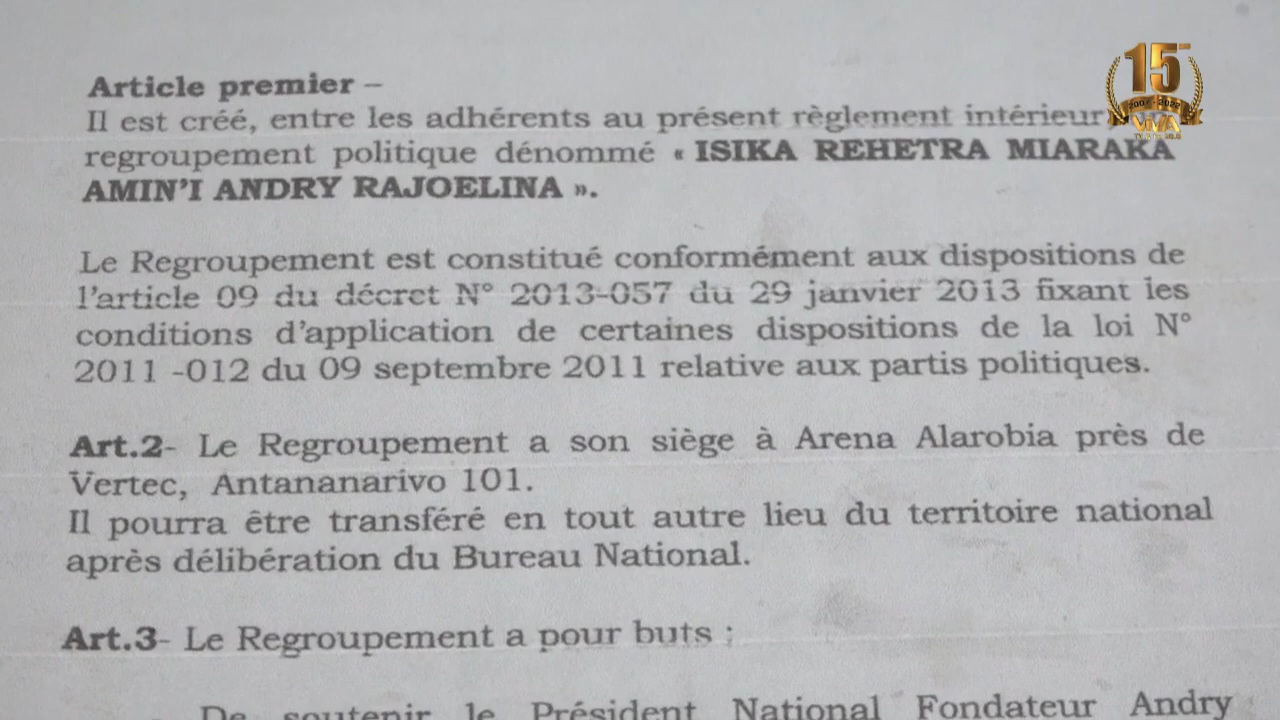 Article premier –
Il est créé, entre les adhérents au présent règlement intérieur
regroupement politique dénommé « ISIKA REHETRA MIARAKA
AMIN'I ANDRY RAJOELINA ».
Le Regroupement est constitué conformément aux dispositions de
l'article 09 du décret N° 2013-057 du 29 janvier 2013 fixant les
conditions d'application de certaines dispositions de la loi N°
2011 -012 du 09 septembre 2011 relative aux partis politiques.
Art.2- Le Regroupement a son siège à Arena Alarobia près de
Vertec, Antananarivo 101.
Il pourra être transféré en tout autre lieu du territoire national
après délibération du Bureau National.
Art.3- Le Regroupement a pour buts :
De soutenir le Président National Fondateur Andry
15
2007 - 2022
VIVA